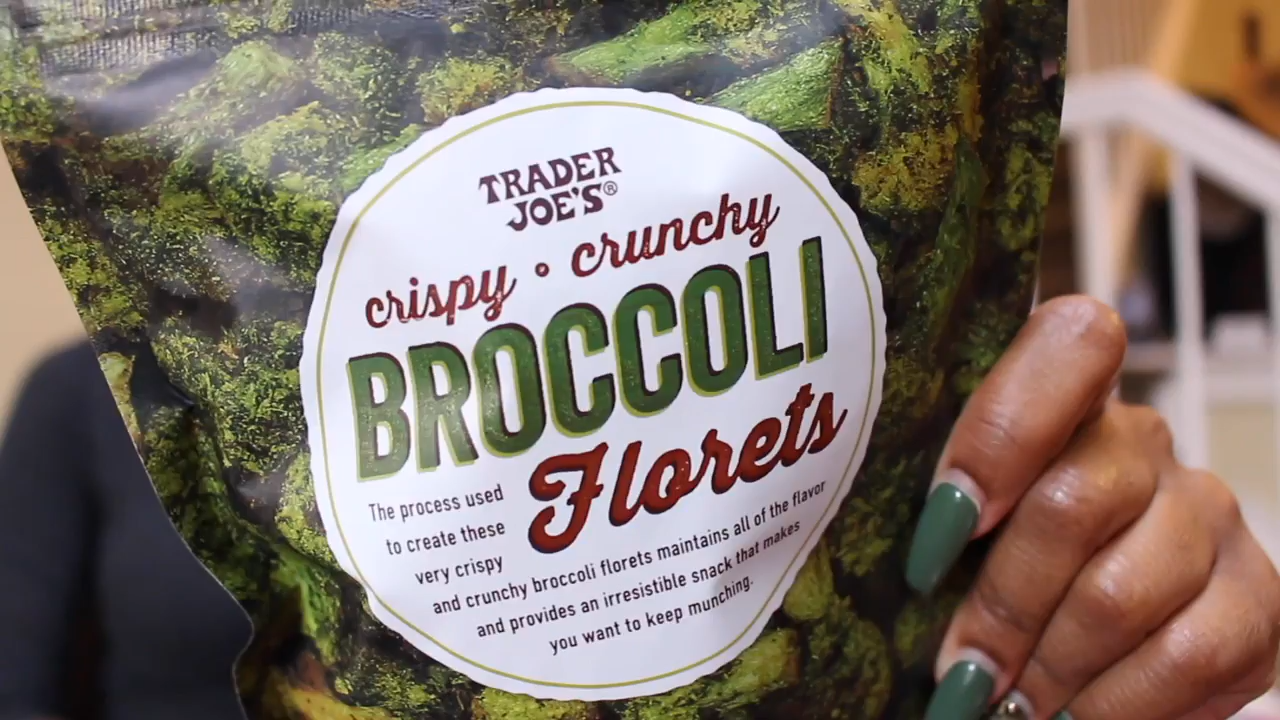 TRADER
JOE'S®
crispy • crunchy
BROCCOLI
Florets
The process used
to create these
very crispy
and crunchy broccoli florets maintains all of the flavor
and provides an irresistible snack that makes
you want to keep munching.